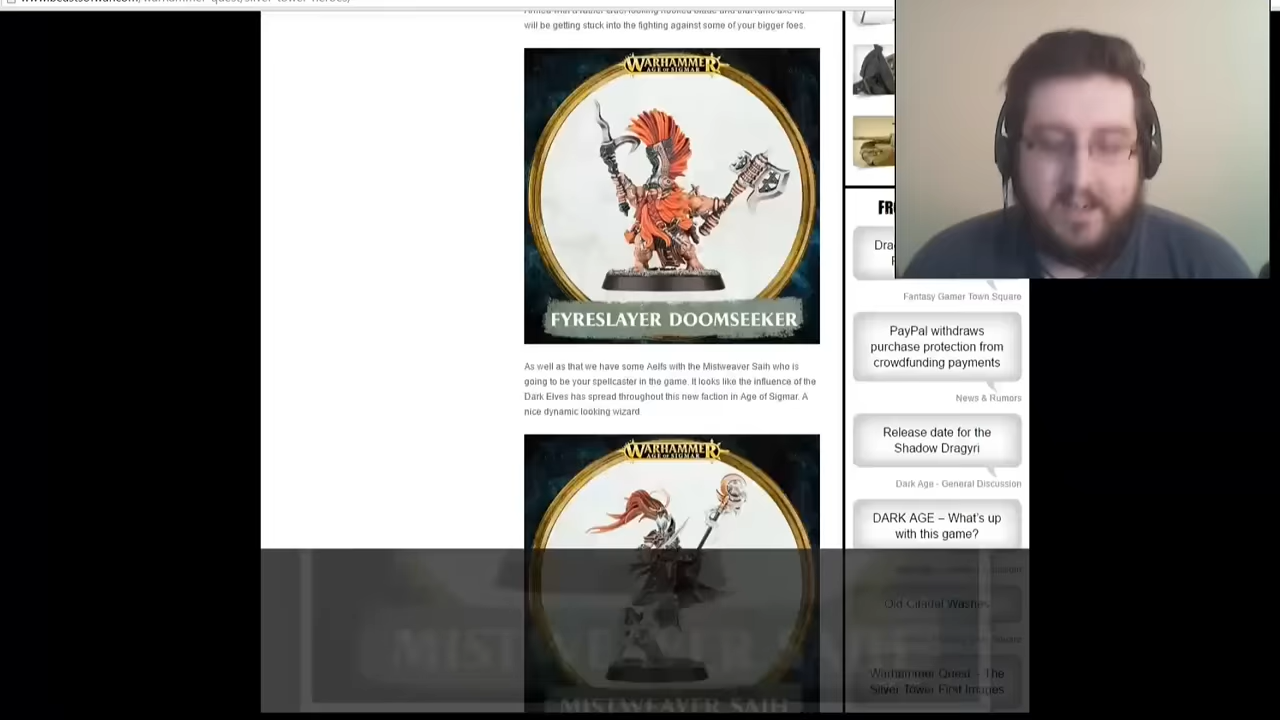 will be getting stuck into the fighting against some of your bigger foes.
WARHAMMER
AGE OF SIGMAR
FYRESLAYER DOOMSEEKER
As well as that we have some Aelfs with the Mistweaver Saih who is
going to be your spellcaster in the game. It looks like the influence of the
Dark Elves has spread throughout this new faction in Age of Sigmar. A
nice dynamic looking wizard
WARHAMMER
AGE OF SIGMAR
MISTWEAVER SAIH
FR
Dra
Fantasy Gamer Town Square
PayPal withdraws
purchase protection from
crowdfunding payments
News & Rumors
Release date for the
Shadow Dragyri
Dark Age - General Discussion
DARK AGE – What's up
with this game?
Old Citadel Washes
Warhammer Quest - The
Silver Tower First Images